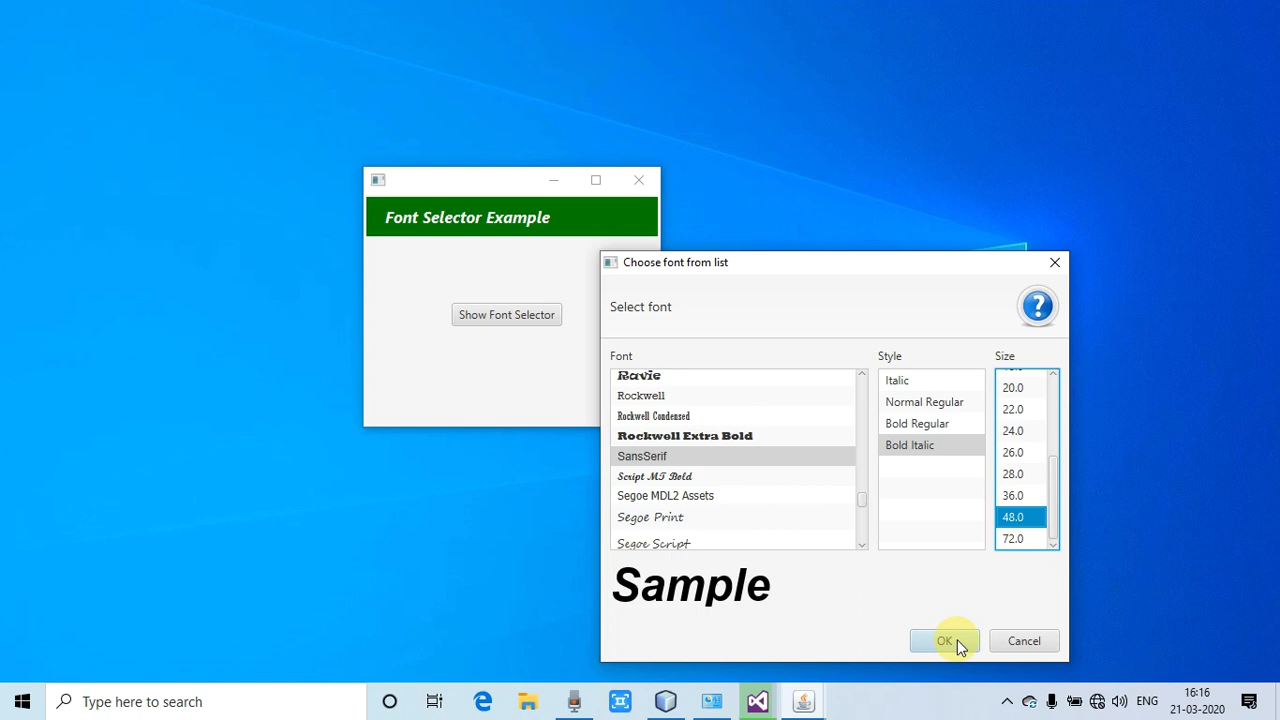 Font Selector Example
Show Font Selector
Choose font from list
Select font
?
Font
Style
Size
Ravie
Rockwell
Rockwell Condensed
Rockwell Extra Bold
SansSerif
Script MT Bold
Segoe MDL2 Assets
Segoe Print
Segoe Script
Italic
Normal Regular
Bold Regular
Bold Italic
20.0
22.0
24.0
26.0
28.0
36.0
48.0
72.0
Sample
OK
Cancel
Type here to search
ENG
16:16
21-03-2020